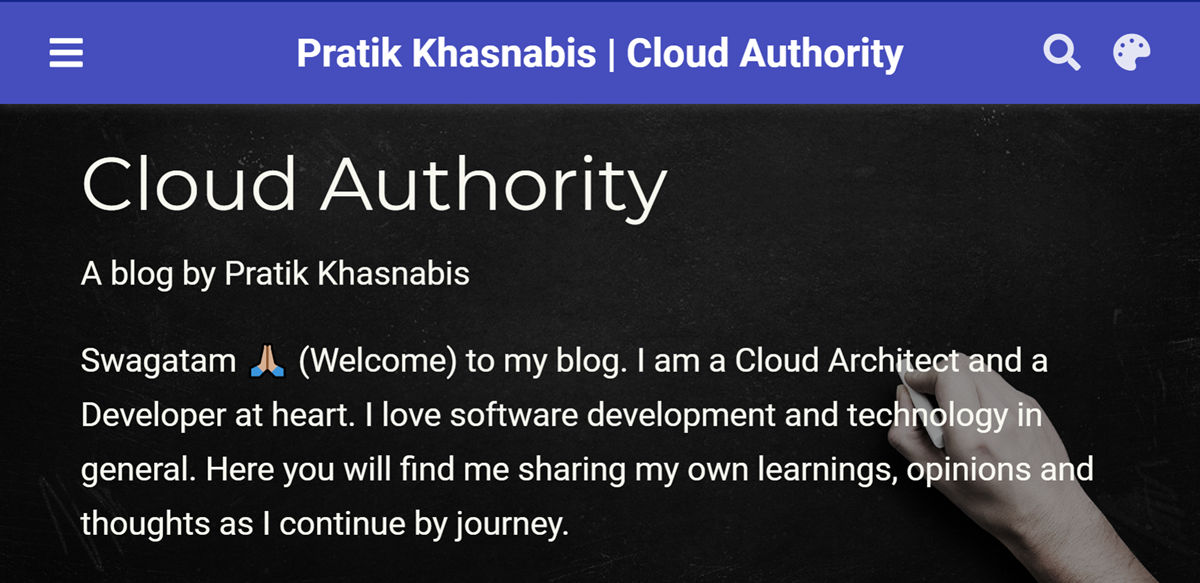 Pratik Khasnabis | Cloud Authority
Cloud Authority
A blog by Pratik Khasnabis
Swagatam 🙏🏼 (Welcome) to my blog. I am a Cloud Architect and a
Developer at heart. I love software development and technology in
general. Here you will find me sharing my own learnings, opinions and
thoughts as I continue by journey.